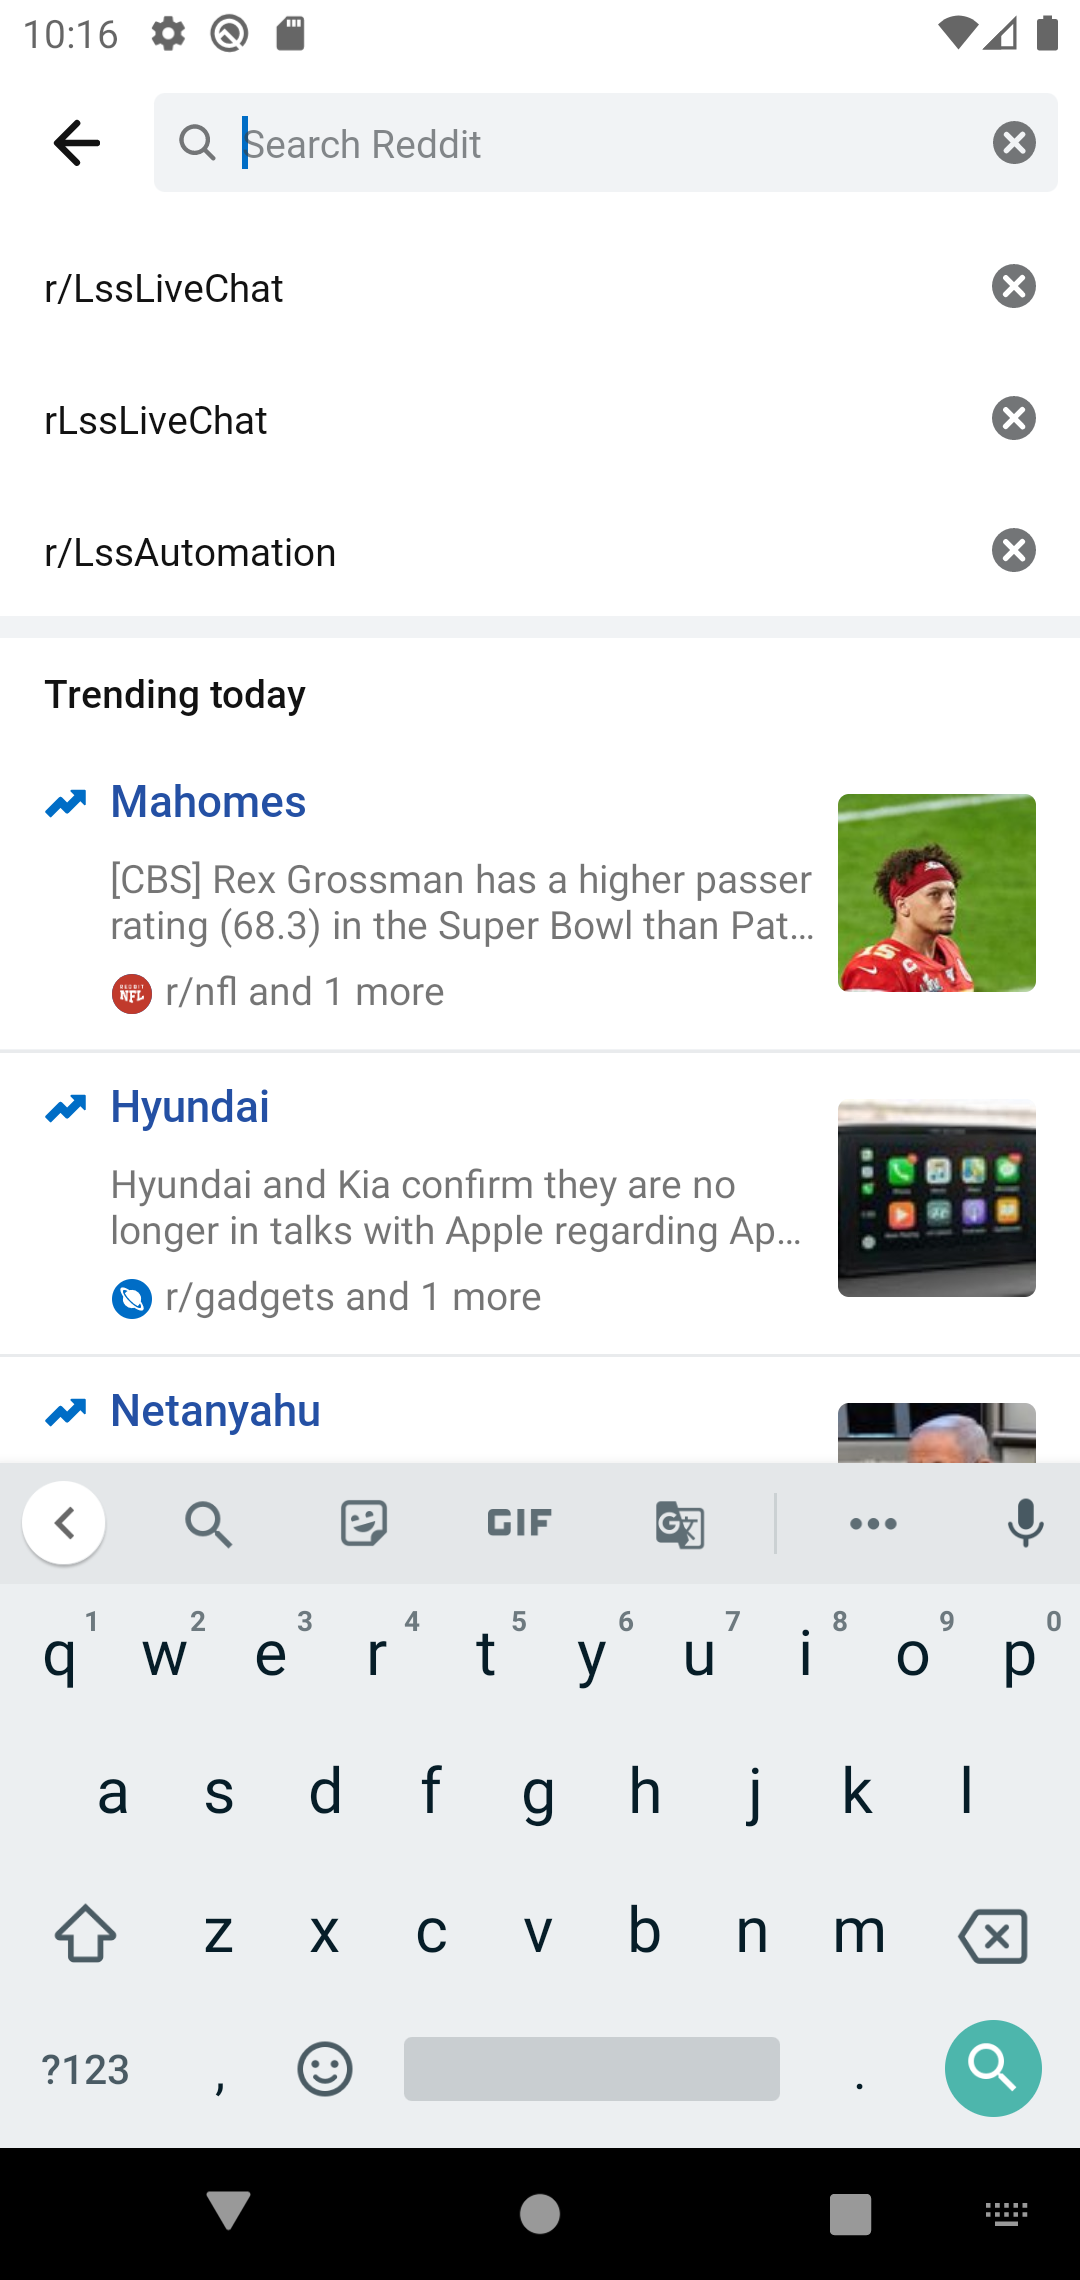 10:16
Search Reddit
r/LssLiveChat
rLssLiveChat
r/LssAutomation
Trending today
Mahomes
[CBS] Rex Grossman has a higher passer
rating (68.3) in the Super Bowl than Pat...
r/nfl and 1 more
Hyundai
Hyundai and Kia confirm they are no
longer in talks with Apple regarding Ap...
r/gadgets and 1 more
Netanyahu
GIF
1 2 3 4 5 6 7 8 9 0
q w e r t y u i o p
a s d f g h j k l
z x c v b n m
?123 , .